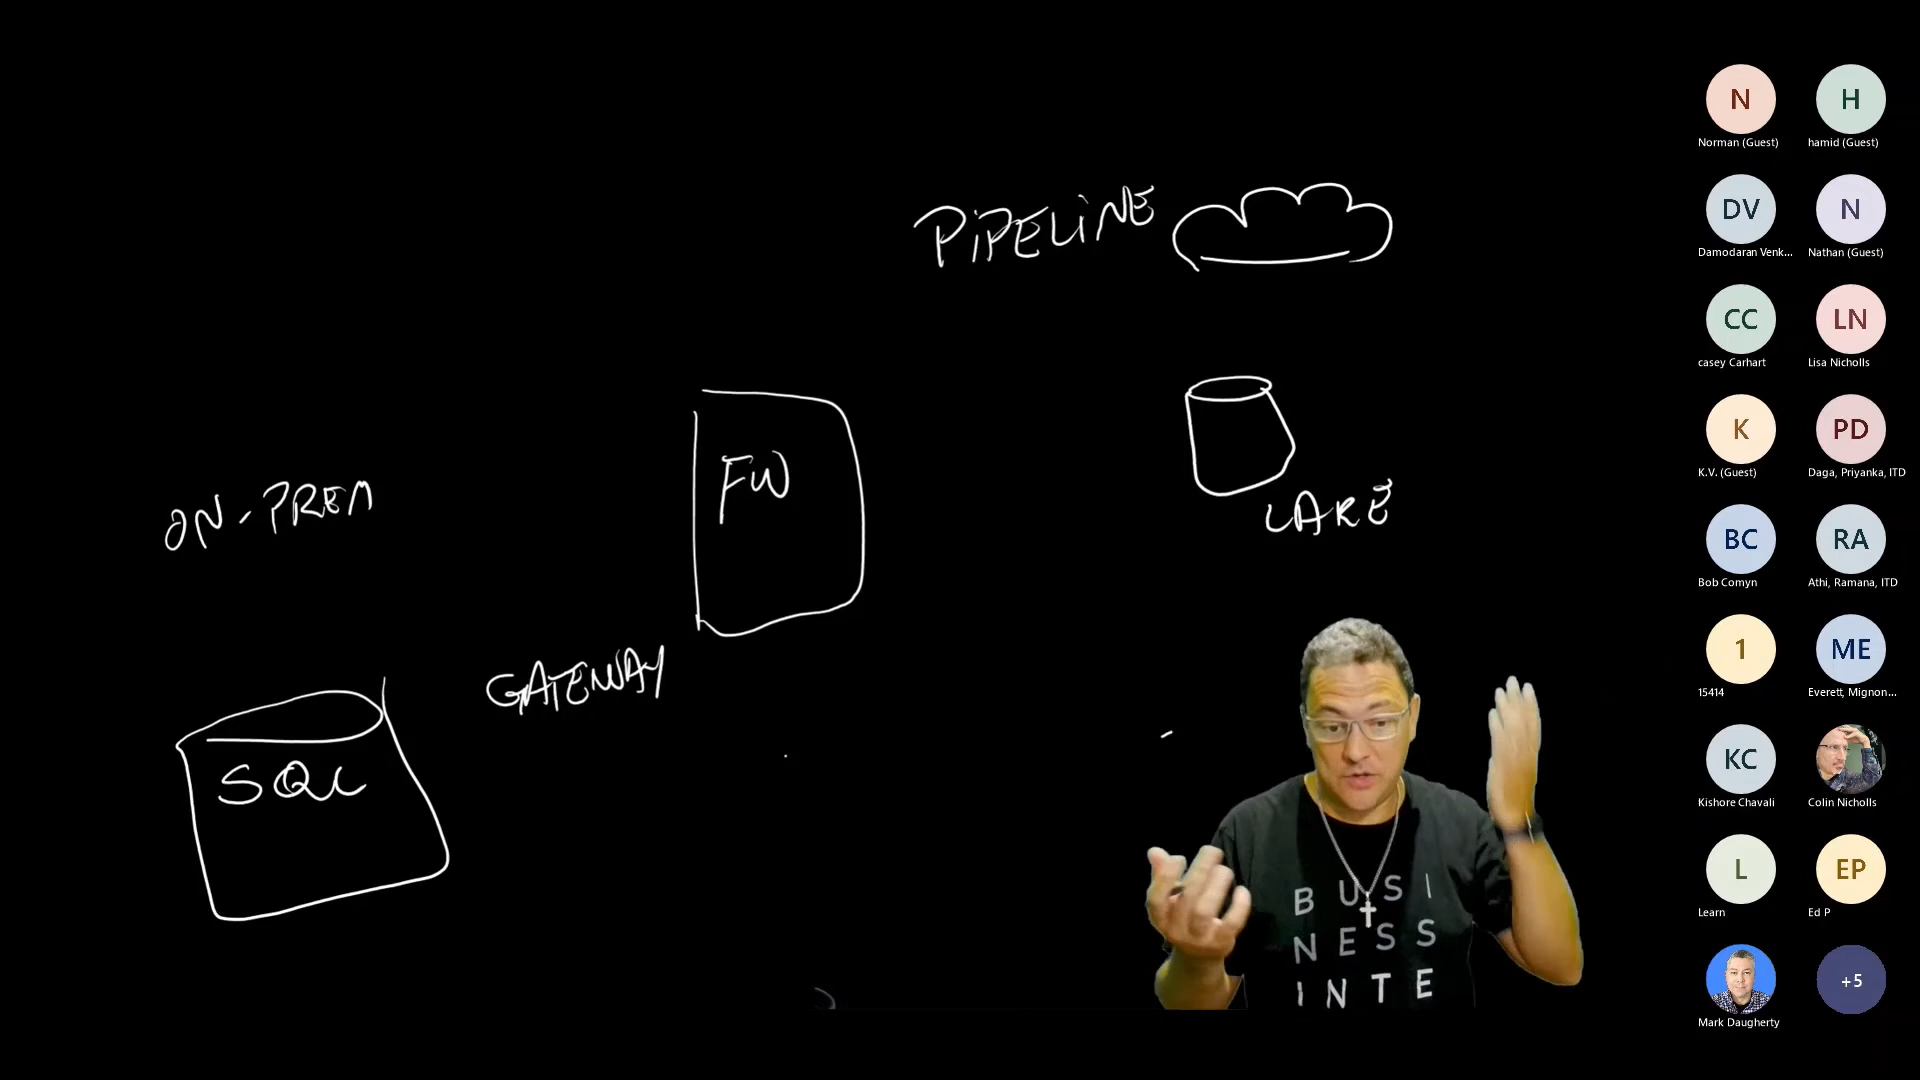 PIPELINE
FW
ON-PREM
LAKE
GATEWAY
SQL
BUSI
NESS
INTE
N
H
Norman (Guest)
hamid (Guest)
DV
N
Damodaran Venk...
Nathan (Guest)
CC
LN
casey Carhart
Lisa Nicholls
K
PD
K.V. (Guest)
Daga, Priyanka, ITD
BC
RA
Bob Comyn
Athi, Ramana, ITD
1
ME
15414
Everett, Mignon...
KC
Kishore Chavali
Colin Nicholls
L
EP
Learn
Ed P
+5
Mark Daugherty